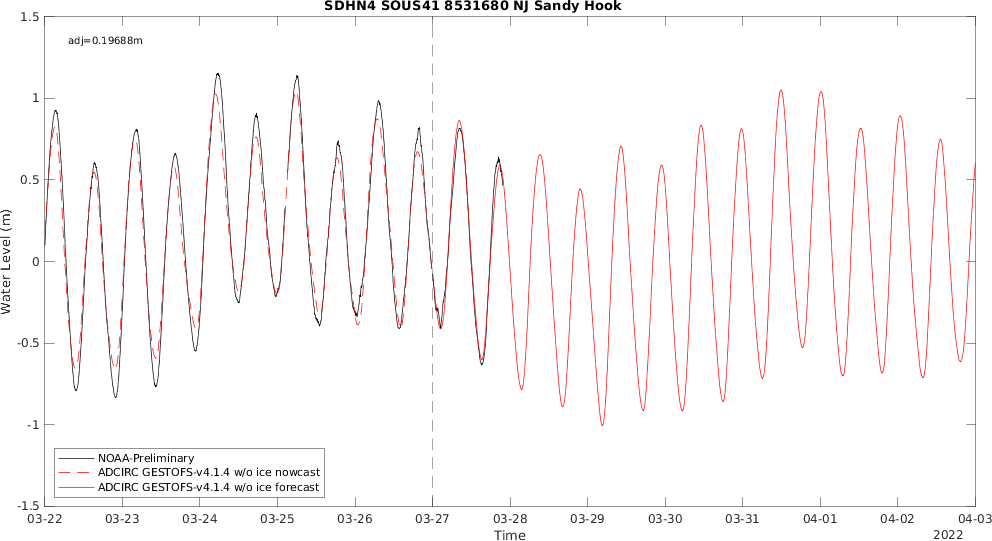 SDHN4 SOUS41 8531680 NJ Sandy Hook
adj=0.19688m
1.5
1
0.5
0
-0.5
-1
-1.5
Water Level (m)
NOAA-Preliminary
ADCIRC GESTOFS-v4.1.4 w/o ice nowcast
ADCIRC GESTOFS-v4.1.4 w/o ice forecast
03-22 03-23 03-24 03-25 03-26 03-27 03-28 03-29 03-30 03-31 04-01 04-02 04-03
Time
2022